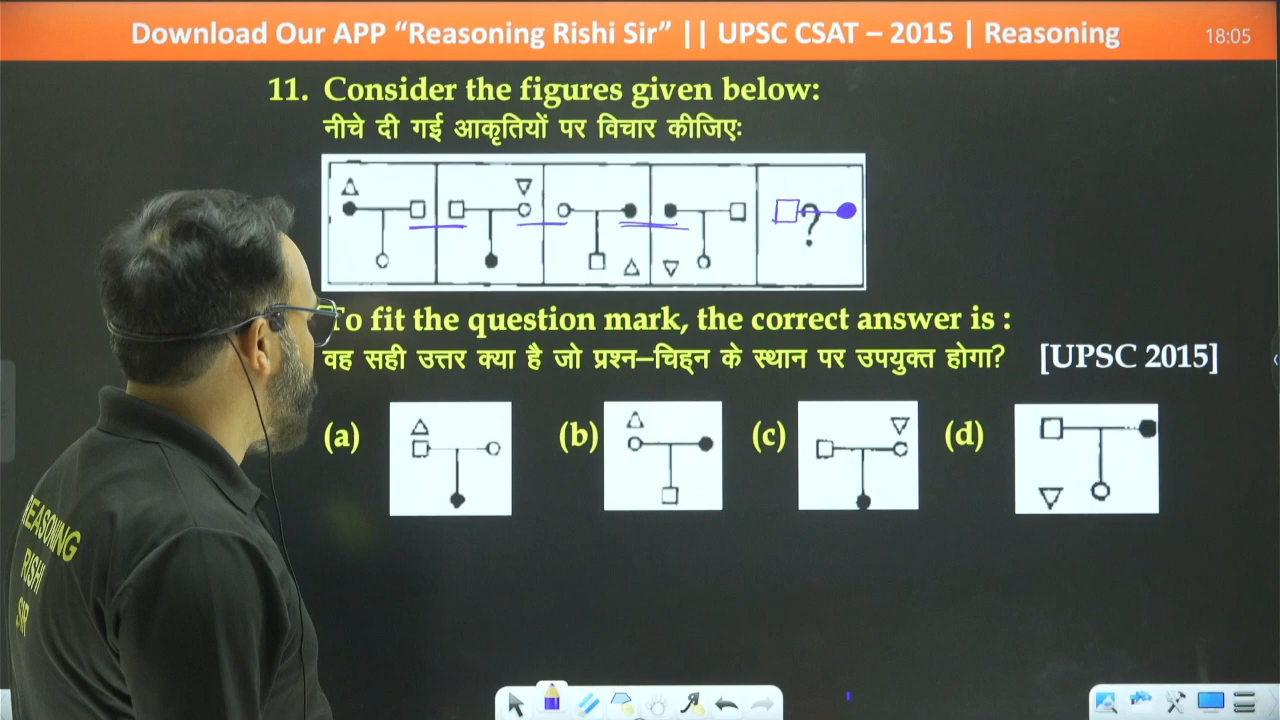 Download Our APP “Reasoning Rishi Sir” || UPSC CSAT – 2015 | Reasoning
18:05
11. Consider the figures given below:
नीचे दी गई आकृतियों पर विचार कीजिएः
?
To fit the question mark, the correct answer is :
वह सही उत्तर क्या है जो प्रश्न–चिह्न के स्थान पर उपयुक्त होगा? [UPSC 2015]
(a) (b) (c) (d)
REASONING
RISHI
SIR